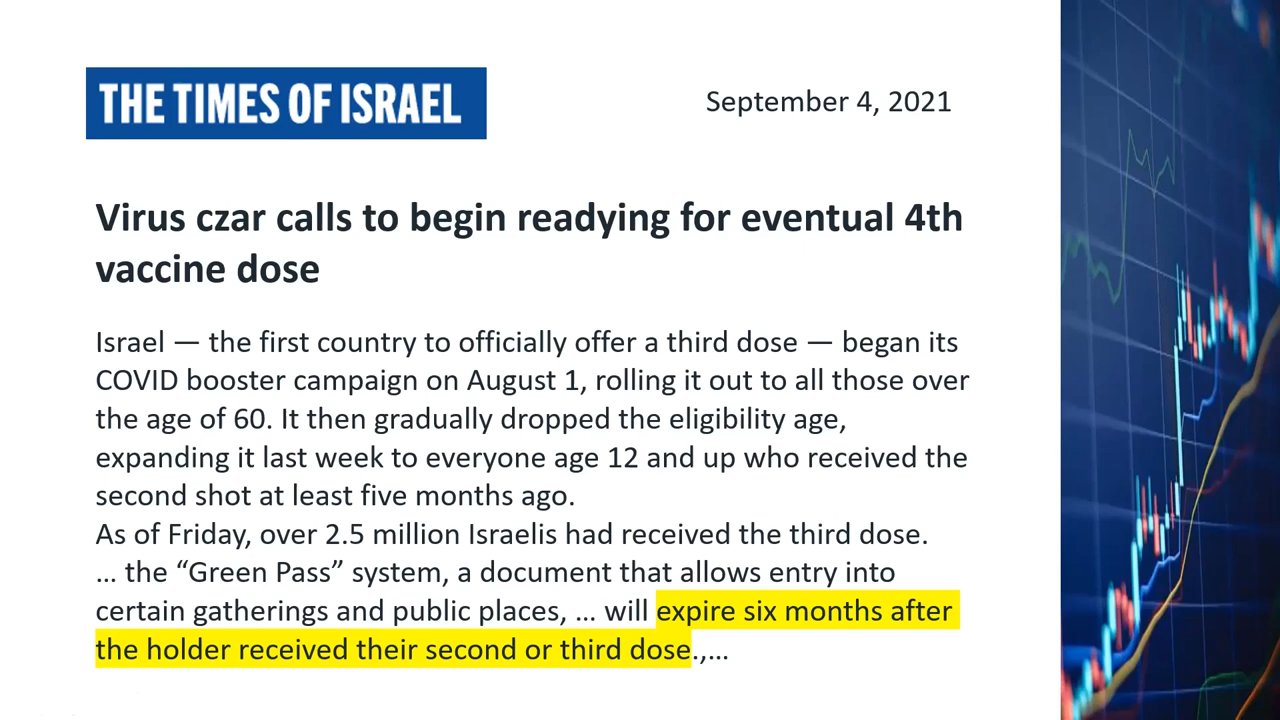 THE TIMES OF ISRAEL
September 4, 2021
Virus czar calls to begin readying for eventual 4th
vaccine dose
Israel — the first country to officially offer a third dose — began its
COVID booster campaign on August 1, rolling it out to all those over
the age of 60. It then gradually dropped the eligibility age,
expanding it last week to everyone age 12 and up who received the
second shot at least five months ago.
As of Friday, over 2.5 million Israelis had received the third dose.
… the “Green Pass” system, a document that allows entry into
certain gatherings and public places, … will expire six months after
the holder received their second or third dose.,…